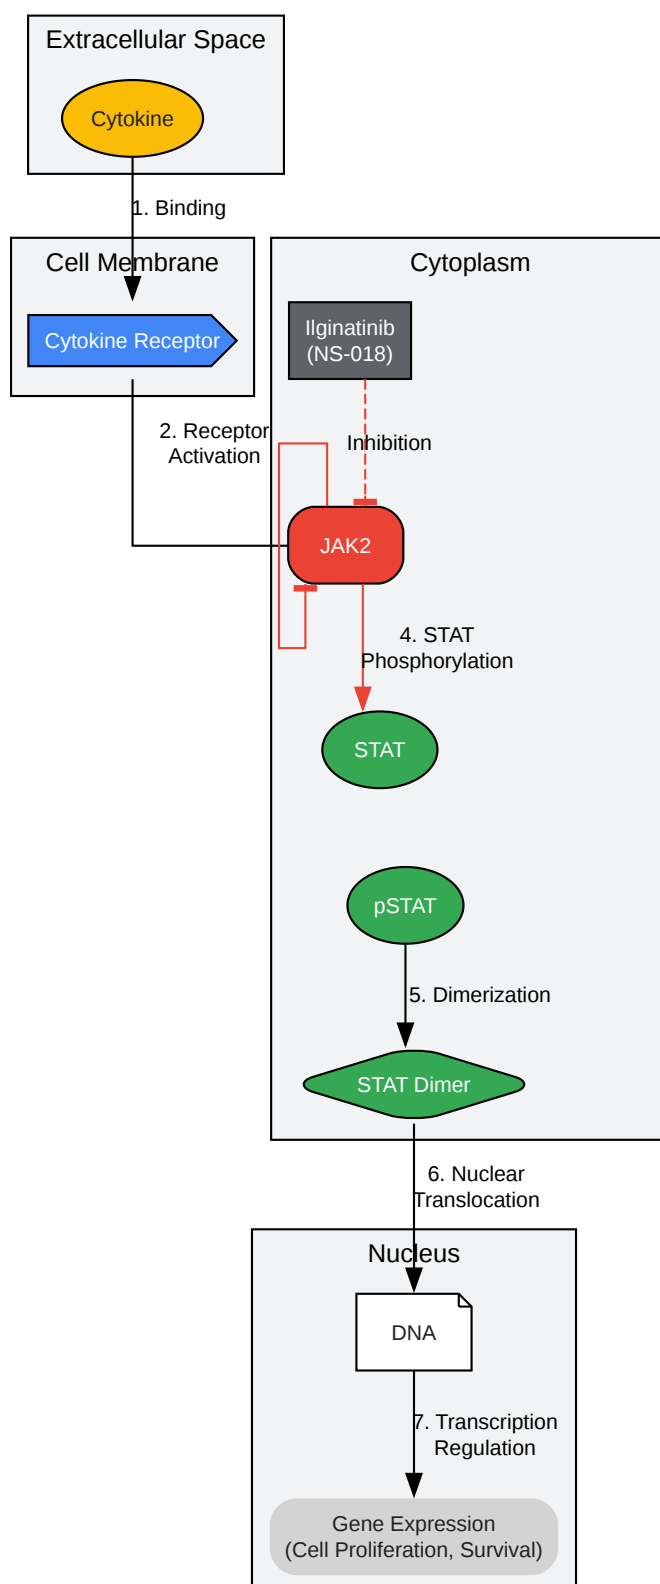 Extracellular Space
Cytokine
1. Binding
Cell Membrane
Cytokine Receptor
Cytoplasm
Ilginatinib
(NS-018)
2. Receptor
Activation
Inhibition
JAK2
4. STAT
Phosphorylation
STAT
pSTAT
5. Dimerization
STAT Dimer
6. Nuclear
Translocation
Nucleus
DNA
7. Transcription
Regulation
Gene Expression
(Cell Proliferation, Survival)